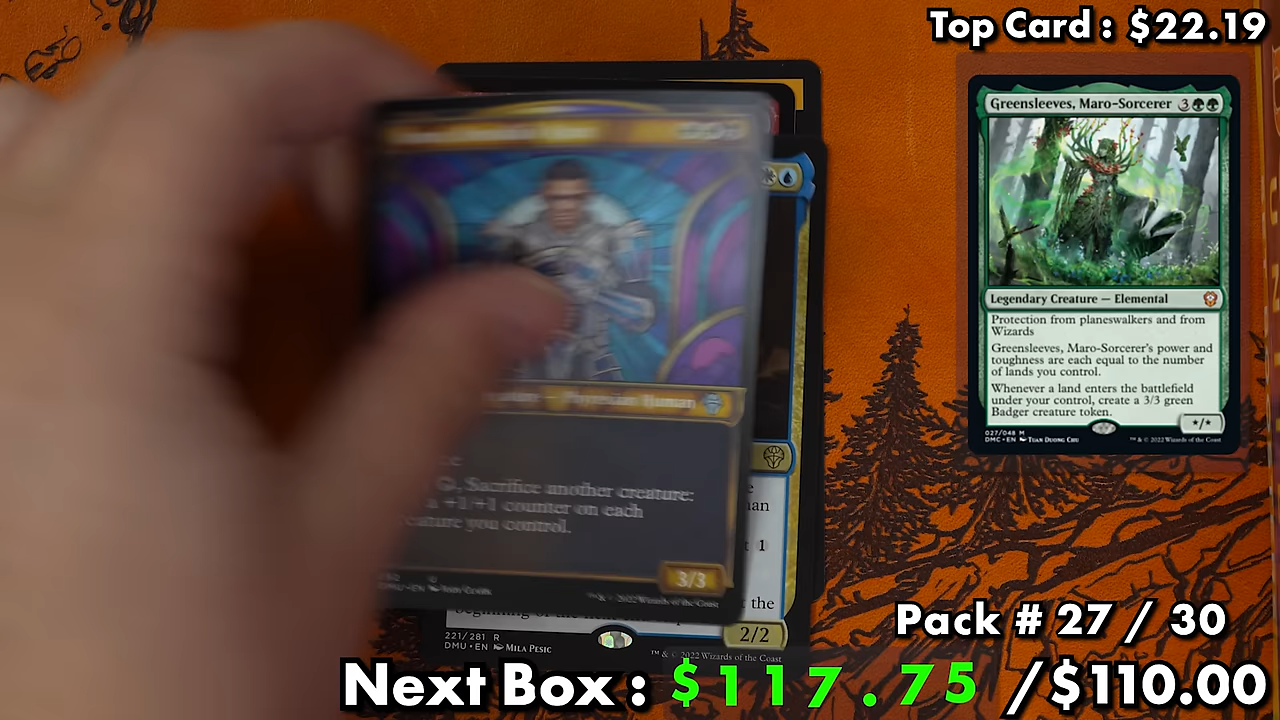 Top Card : $22.19
Greensleeves, Maro-Sorcerer 3
Legendary Creature — Elemental
Protection from planeswalkers and from
Wizards
Greensleeves, Maro-Sorcerer's power and
toughness are each equal to the number
of lands you control.
Whenever a land enters the battlefield
under your control, create a 3/3 green
Badger creature token.
*/*
027/048 M
DMC • EN Tuan Duong Chu
™ & © 2022 Wizards of the Coast
Human
Sacrifice another creature:
a +1/+1 counter on each
creature you control.
3/3
™ & © 2022 Wizards of the Coast
1
the
2/2
221/281 R
DMU • EN Mila Pesic
™ & © 2022 Wizards of the Coast
Pack # 27 / 30
Next Box : $117.75 /$110.00